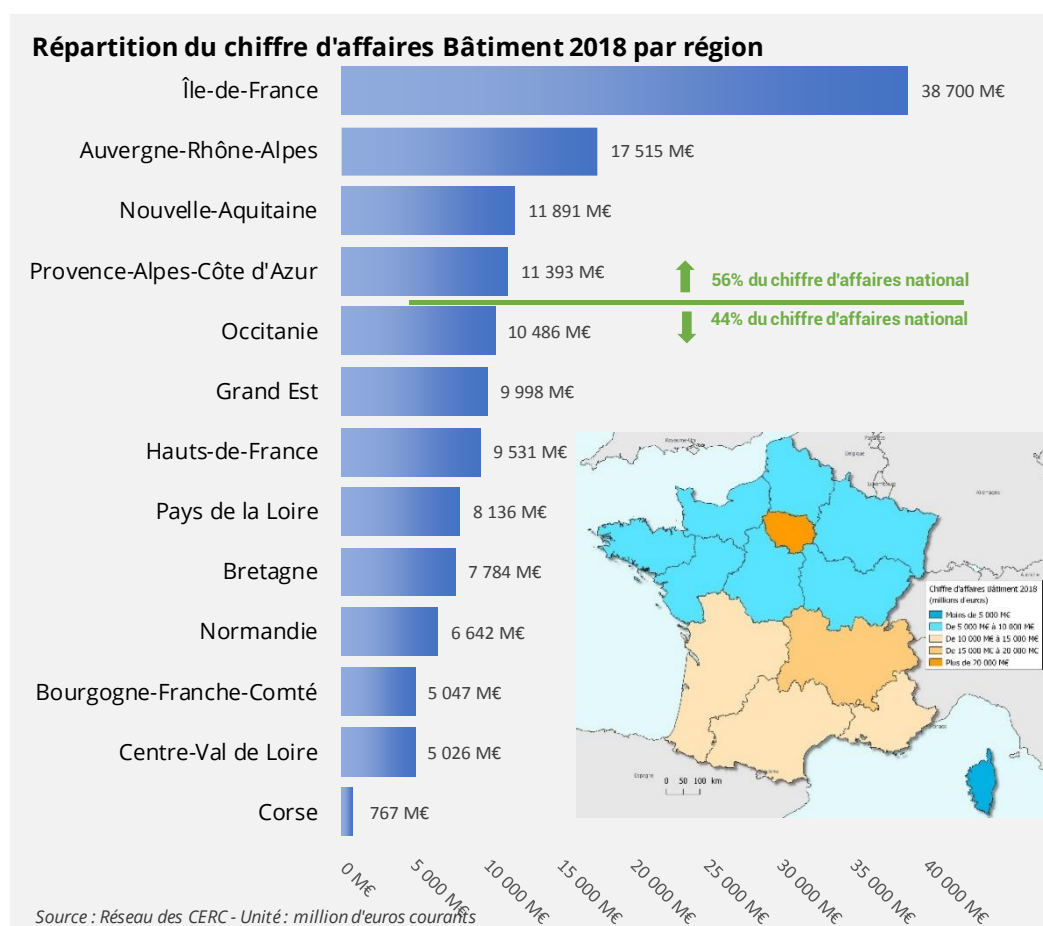 Répartition du chiffre d'affaires Bâtiment 2018 par région
Île-de-France
38 700 M€
Auvergne-Rhône-Alpes
17 515 M€
Nouvelle-Aquitaine
11 891 M€
Provence-Alpes-Côte d'Azur
11 393 M€
56% du chiffre d'affaires national
44% du chiffre d'affaires national
Occitanie
10 486 M€
Grand Est
9 998 M€
Hauts-de-France
9 531 M€
Pays de la Loire
8 136 M€
Bretagne
7 784 M€
Normandie
6 642 M€
Bourgogne-Franche-Comté
5 047 M€
Centre-Val de Loire
5 026 M€
Corse
767 M€
Royaume-Uni
Belgique
Luxembourg
Allemagne
Chiffre d'affaires Bâtiment 2018
(millions d'euros)
Moins de 5 000 M€
De 5 000 M€ à 10 000 M€
De 10 000 M€ à 15 000 M€
De 15 000 M€ à 20 000 M€
Plus de 20 000 M€
Espagne
0 50 100 km
0 M€
5 000 M€
10 000 M€
15 000 M€
20 000 M€
25 000 M€
30 000 M€
35 000 M€
40 000 M€
Source : Réseau des CERC - Unité : million d'euros courants